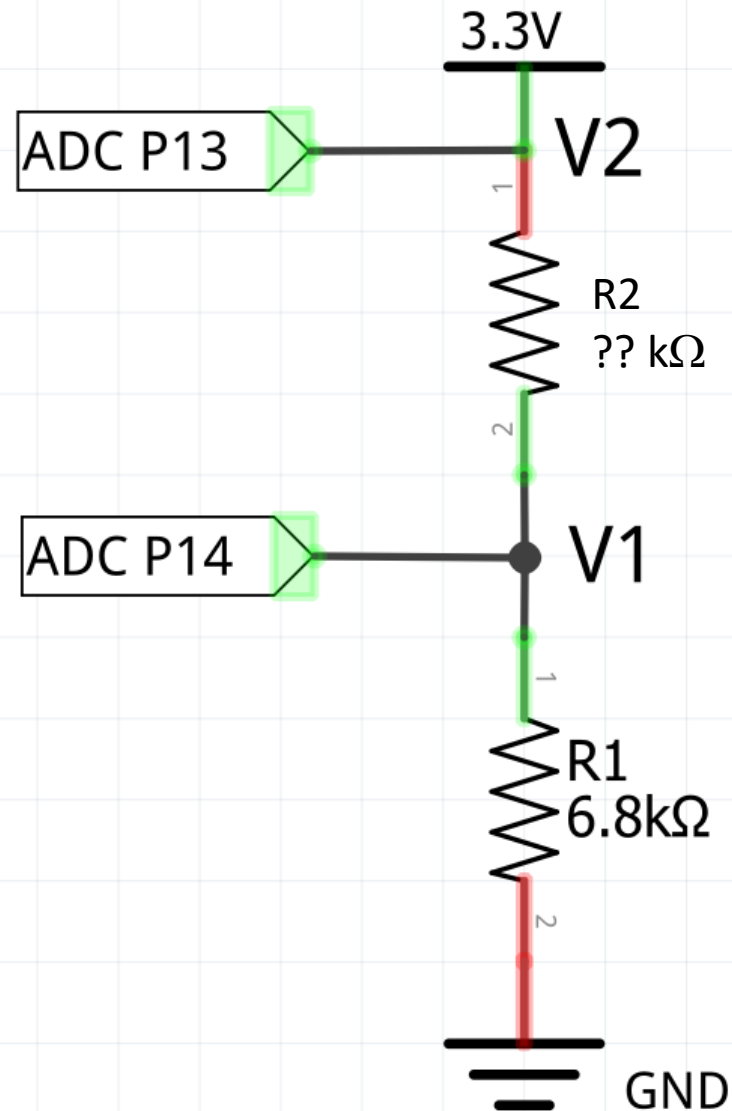 3.3V
ADC P13
V2
1
R2
?? kΩ
2
ADC P14
V1
1
R1
6.8kΩ
2
GND